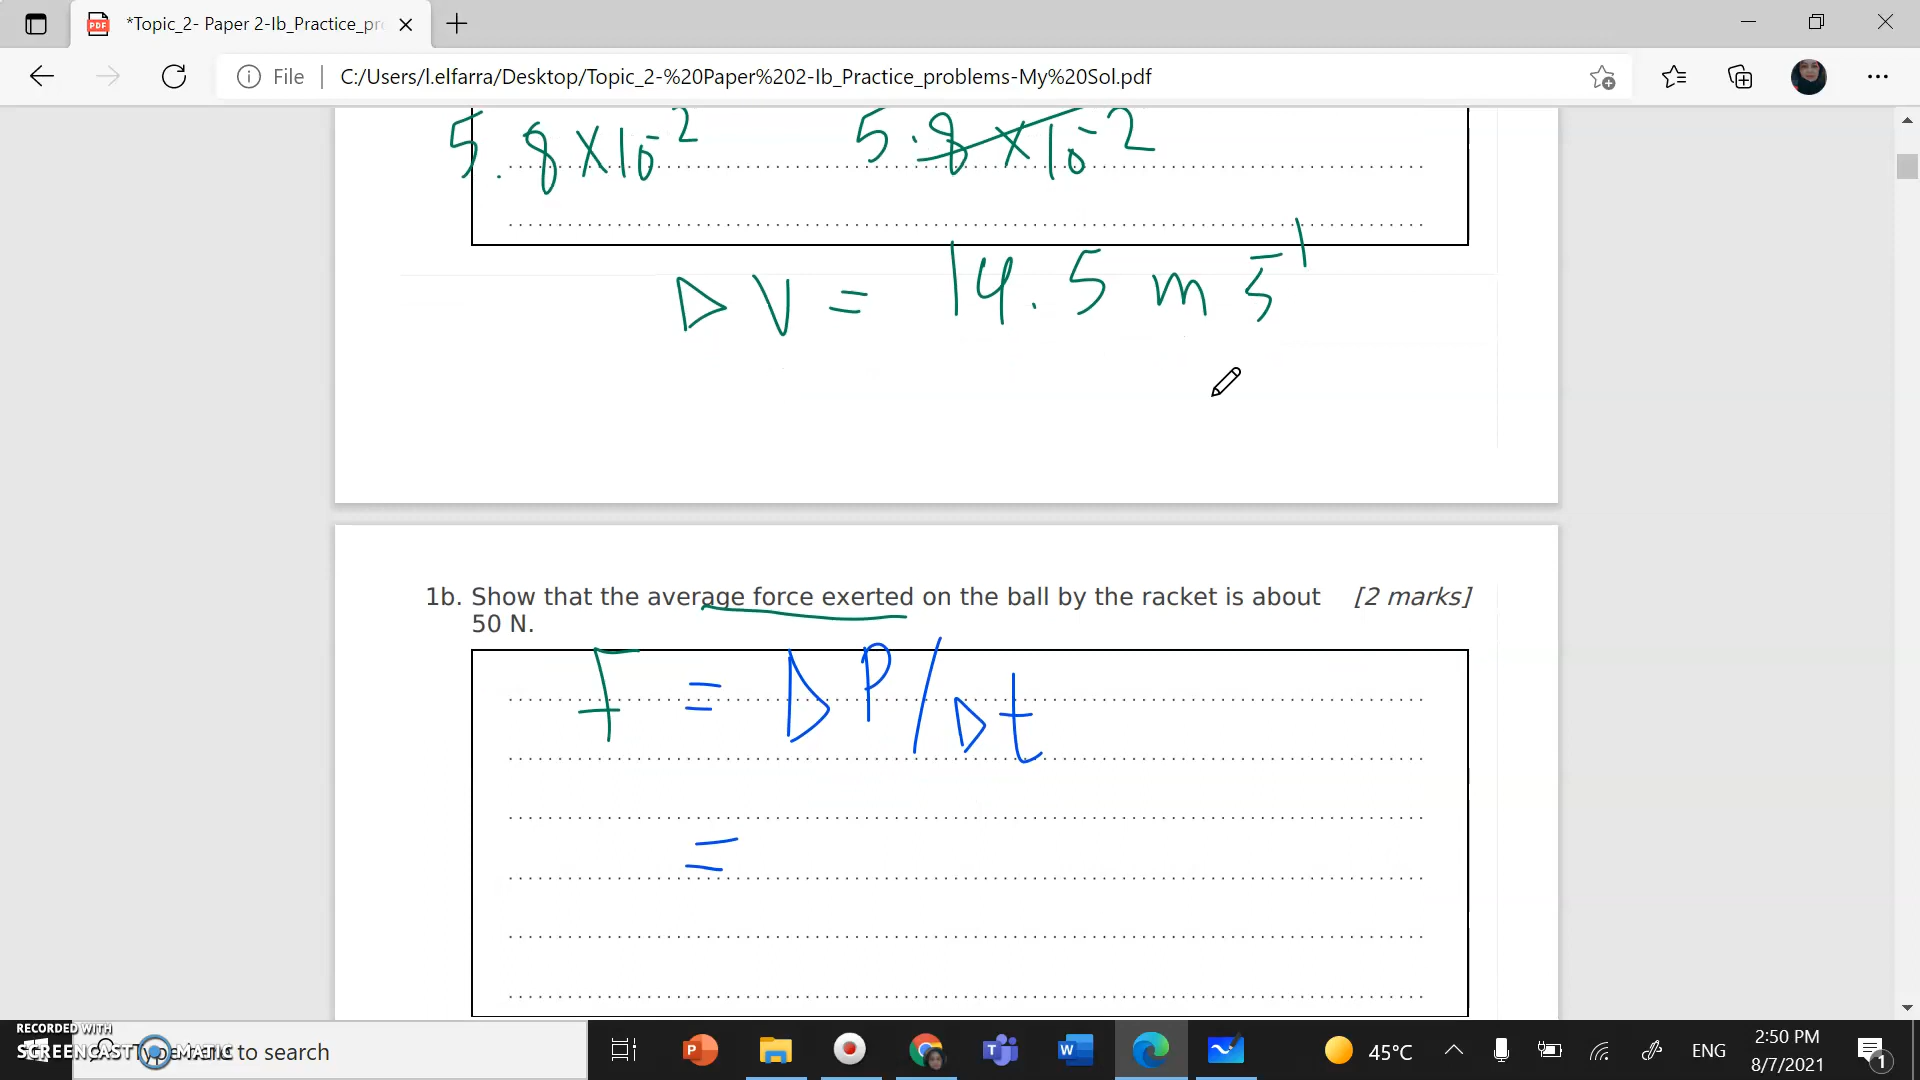 *Topic_2- Paper 2-Ib_Practice_pr
File C:/Users/l.elfarra/Desktop/Topic_2-%20Paper%202-Ib_Practice_problems-My%20Sol.pdf
5.8×10⁻² 5.8×10⁻²
ΔV = 14.5 m s⁻¹
1b. Show that the average force exerted on the ball by the racket is about [2 marks]
50 N.
F = ΔP/Δt
=
RECORDED WITH
SCREENCAST MATIC
Type here to search
45°C ENG 2:50 PM
8/7/2021
1